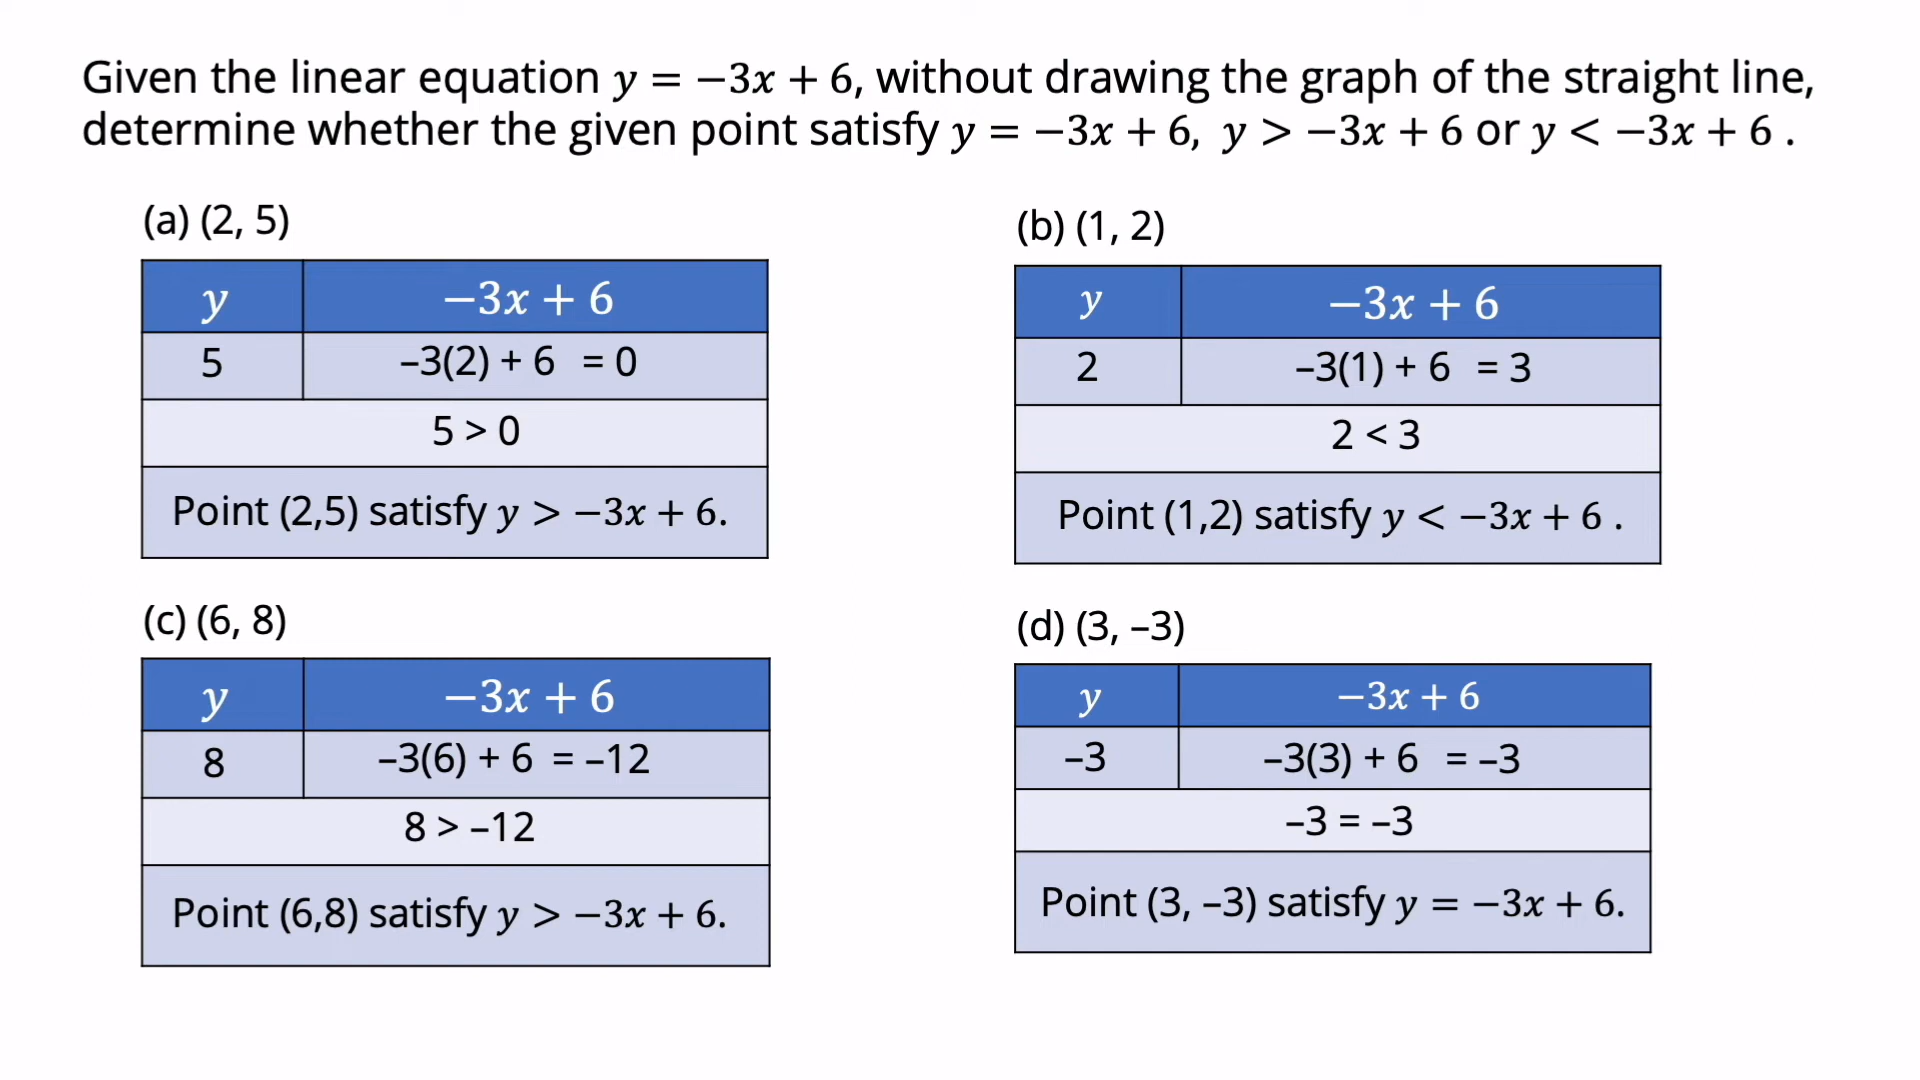 Given the linear equation y = −3x + 6, without drawing the graph of the straight line,
determine whether the given point satisfy y = −3x + 6, y > −3x + 6 or y < −3x + 6 .
(a) (2, 5)
y −3x + 6
5 –3(2) + 6 = 0
5 > 0
Point (2,5) satisfy y > −3x + 6.
(b) (1, 2)
y −3x + 6
2 –3(1) + 6 = 3
2 < 3
Point (1,2) satisfy y < −3x + 6 .
(c) (6, 8)
y −3x + 6
8 –3(6) + 6 = –12
8 > –12
Point (6,8) satisfy y > −3x + 6.
(d) (3, –3)
y −3x + 6
–3 –3(3) + 6 = –3
–3 = –3
Point (3, –3) satisfy y = −3x + 6.